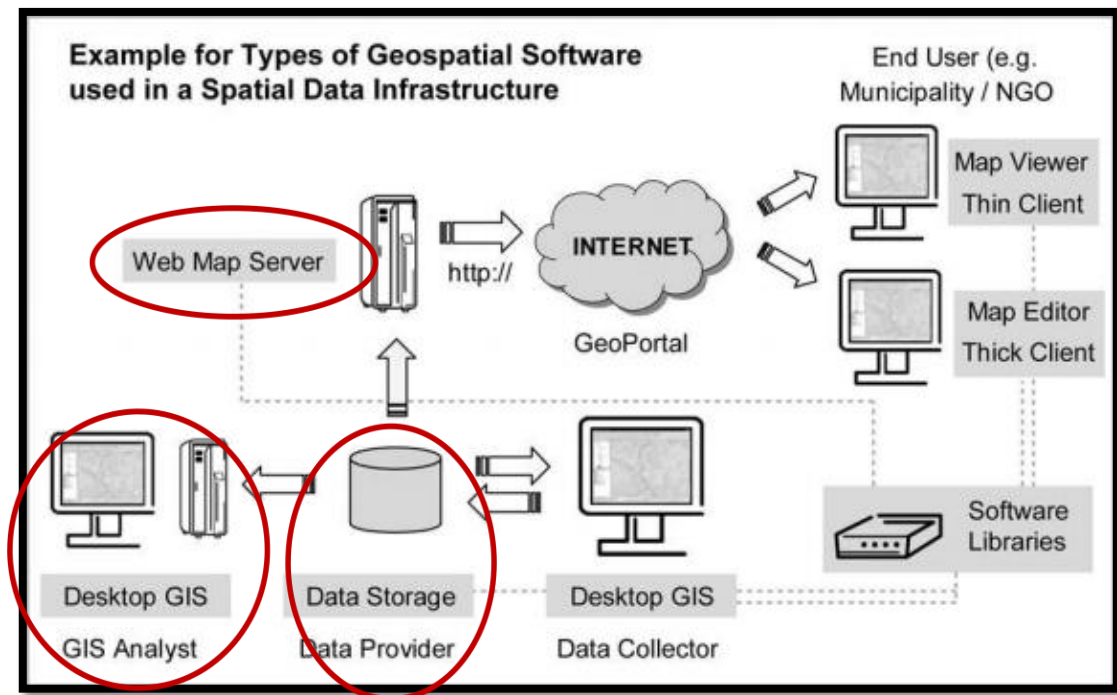 Example for Types of Geospatial Software
used in a Spatial Data Infrastructure
End User (e.g.
Municipality / NGO
Map Viewer
Thin Client
Web Map Server
http://
INTERNET
GeoPortal
Map Editor
Thick Client
Software
Libraries
Desktop GIS
Data Storage
Desktop GIS
GIS Analyst
Data Provider
Data Collector